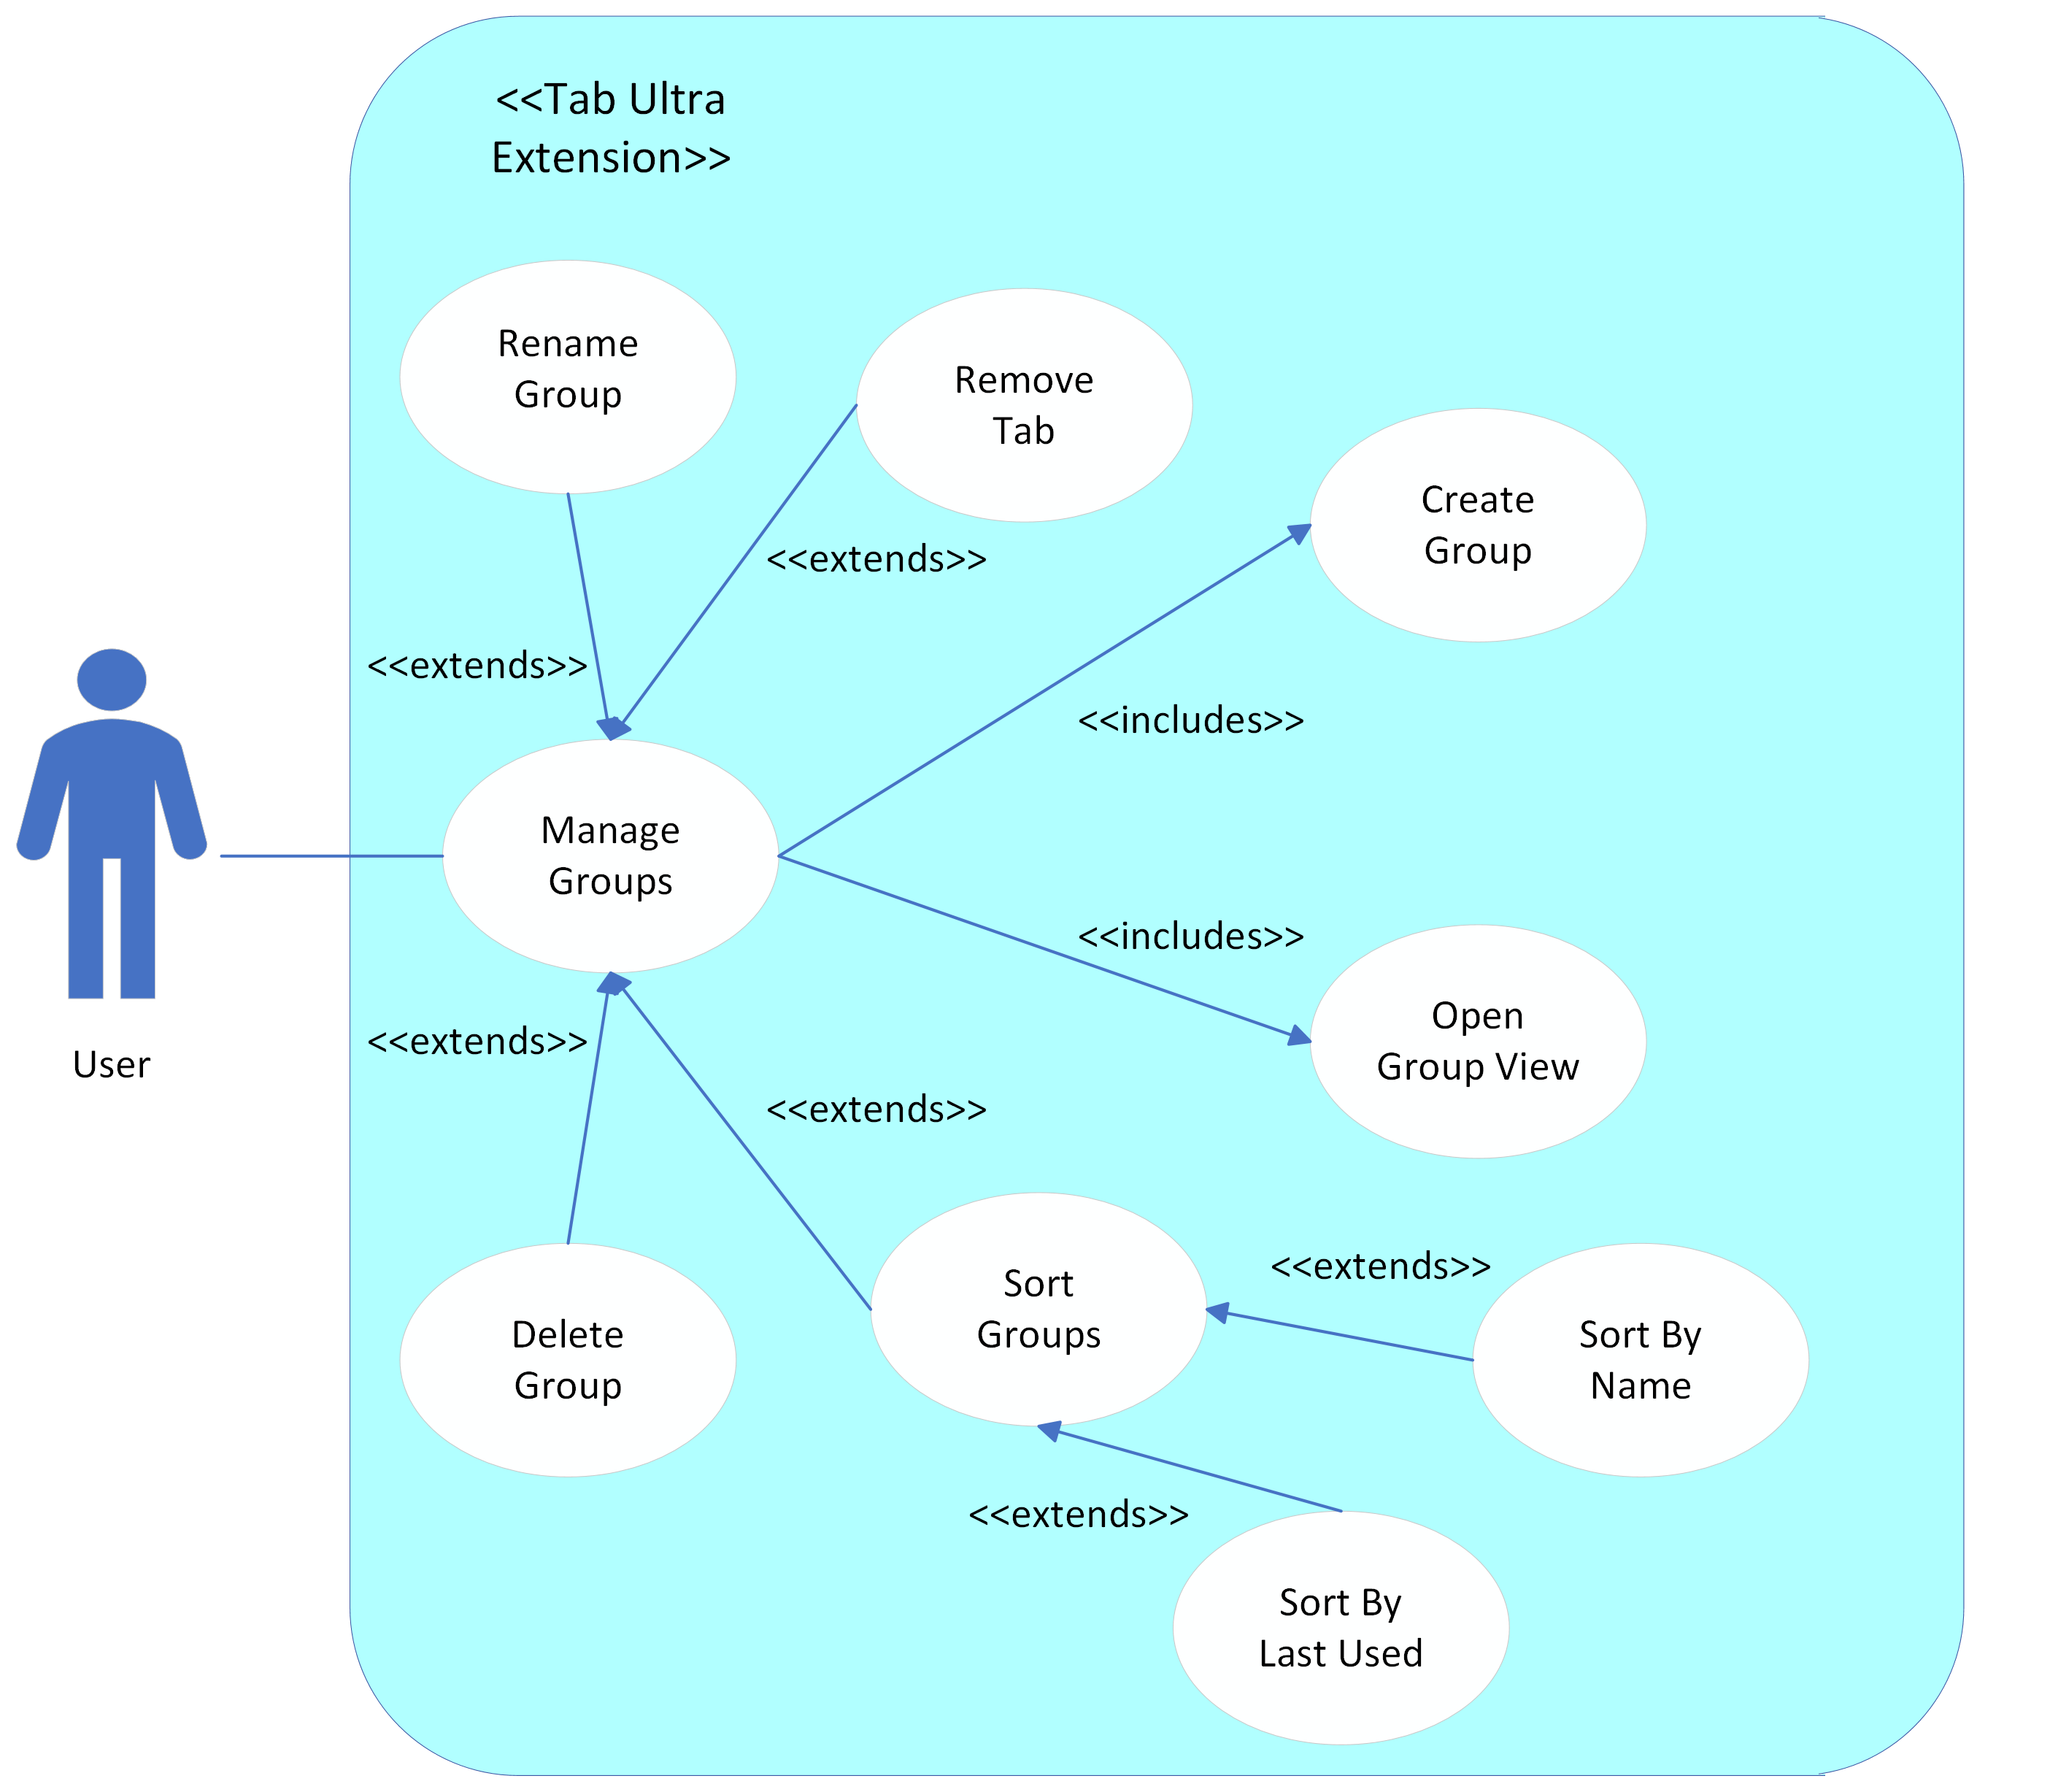 <<Tab Ultra
Extension>>
Rename
Group
Remove
Tab
Create
Group
<<extends>>
<<extends>>
<<includes>>
Manage
Groups
<<includes>>
Open
Group View
User
<<extends>>
<<extends>>
Delete
Group
Sort
Groups
<<extends>>
Sort By
Name
<<extends>>
Sort By
Last Used